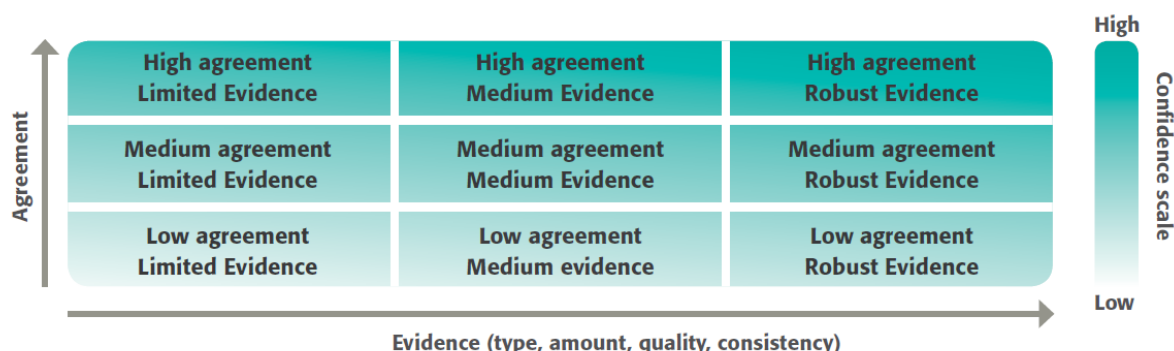 High
High agreement
Limited Evidence
High agreement
Medium Evidence
High agreement
Robust Evidence
Medium agreement
Limited Evidence
Medium agreement
Medium Evidence
Medium agreement
Robust Evidence
Low agreement
Limited Evidence
Low agreement
Medium evidence
Low agreement
Robust Evidence
Agreement
Confidence scale
Low
Evidence (type, amount, quality, consistency)